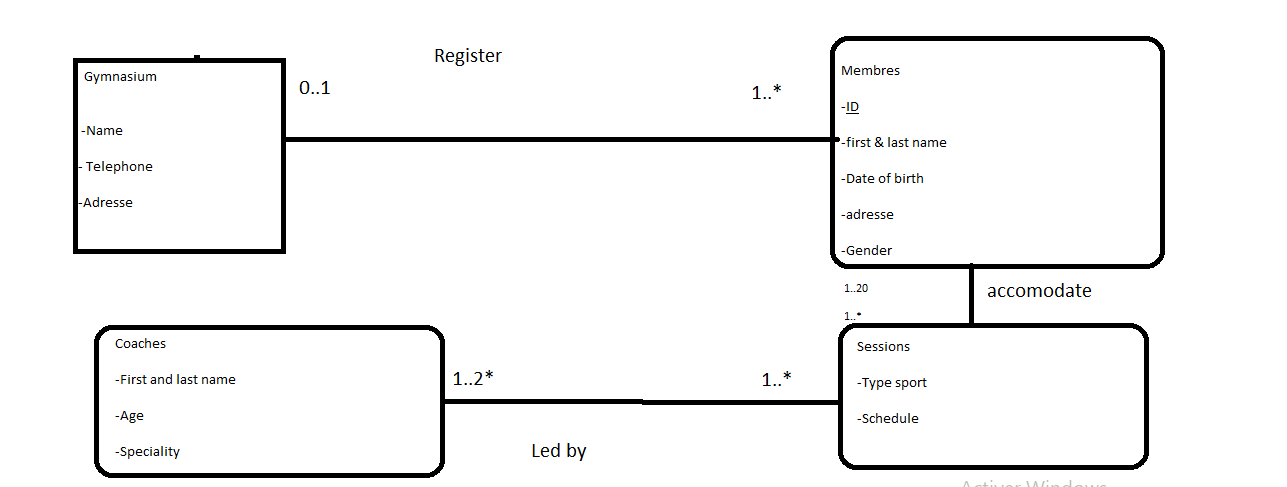 Register
Gymnasium
0..1
1..*
-Name
- Telephone
-Adresse
Membres
-ID
-first & last name
-Date of birth
-adresse
-Gender
1..20
accomodate
1..*
Coaches
-First and last name
-Age
-Speciality
1..2*
1..*
Led by
Sessions
-Type sport
-Schedule
Activer Windows